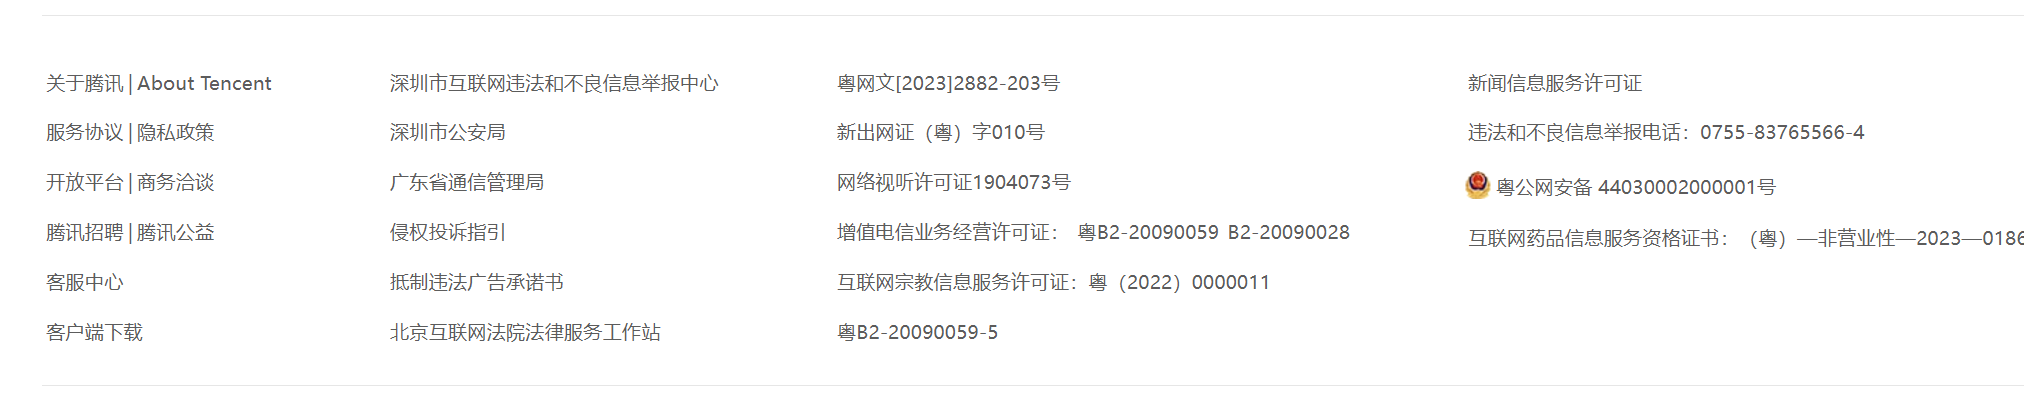 关于腾讯 | About Tencent
服务协议 | 隐私政策
开放平台 | 商务洽谈
腾讯招聘 | 腾讯公益
客服中心
客户端下载
深圳市互联网违法和不良信息举报中心
深圳市公安局
广东省通信管理局
侵权投诉指引
抵制违法广告承诺书
北京互联网法院法律服务工作站
粤网文[2023]2882-203号
新出网证（粤）字010号
网络视听许可证1904073号
增值电信业务经营许可证： 粤B2-20090059 B2-20090028
互联网宗教信息服务许可证：粤（2022）0000011
粤B2-20090059-5
新闻信息服务许可证
违法和不良信息举报电话：0755-83765566-4
粤公网安备 44030002000001号
互联网药品信息服务资格证书：（粤）—非营业性—2023—0186